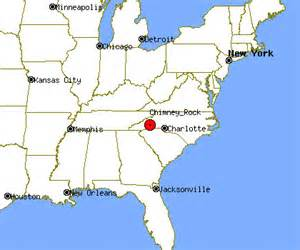 Minneapolis
Detroit
Chicago
New York
Kansas City
Chimney_Rock
Memphis
Charlotte
Jacksonville
Houston
New Orleans